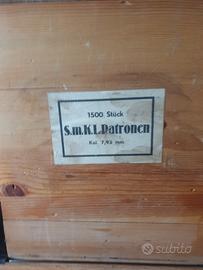 1500 Stück
S.m.K.L.Patronen
Kal. 7,92 mm
subito